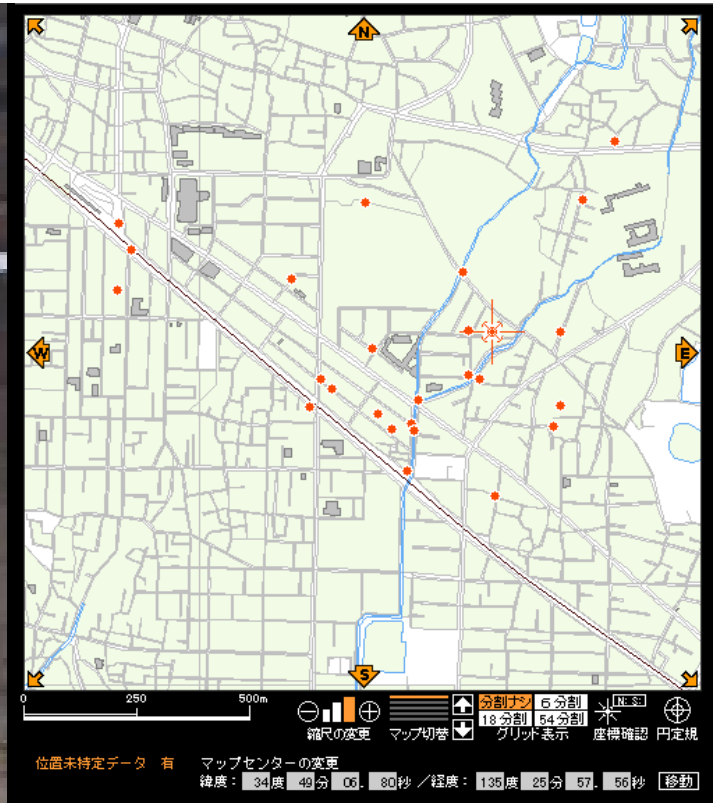 N
W
E
S
0 250 500m
縮尺の変更
マップ切替
分割ナシ 6分割
18分割 54分割
グリッド表示
N: S:
座標確認
円定規
位置未特定データ 有
マップセンターの変更
緯度: 34度 49分 06. 80秒 /経度: 135度 25分 57. 56秒 移動